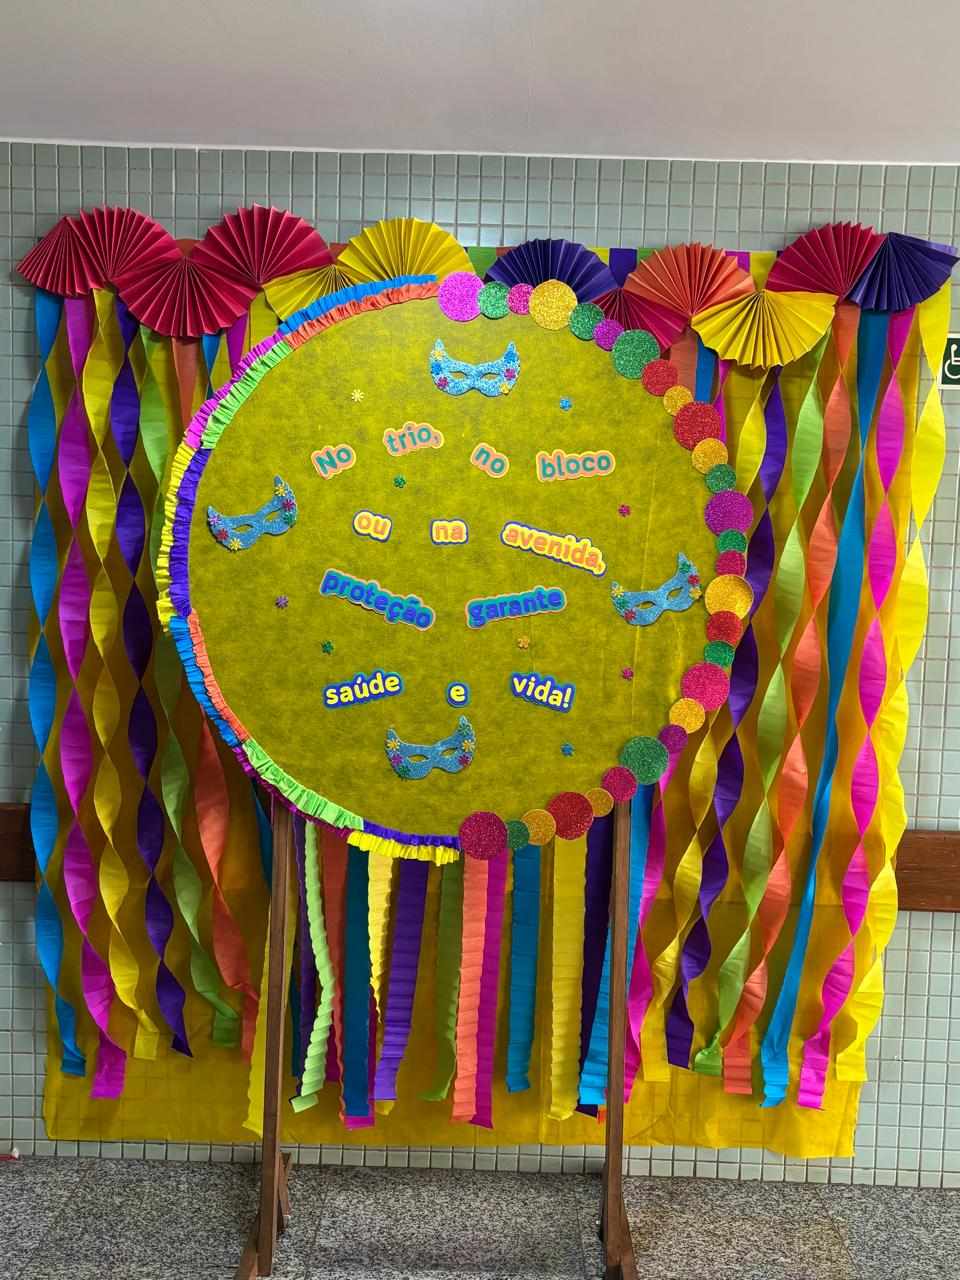 No trio, no bloco
ou na avenida,
proteção garante
saúde e vida!